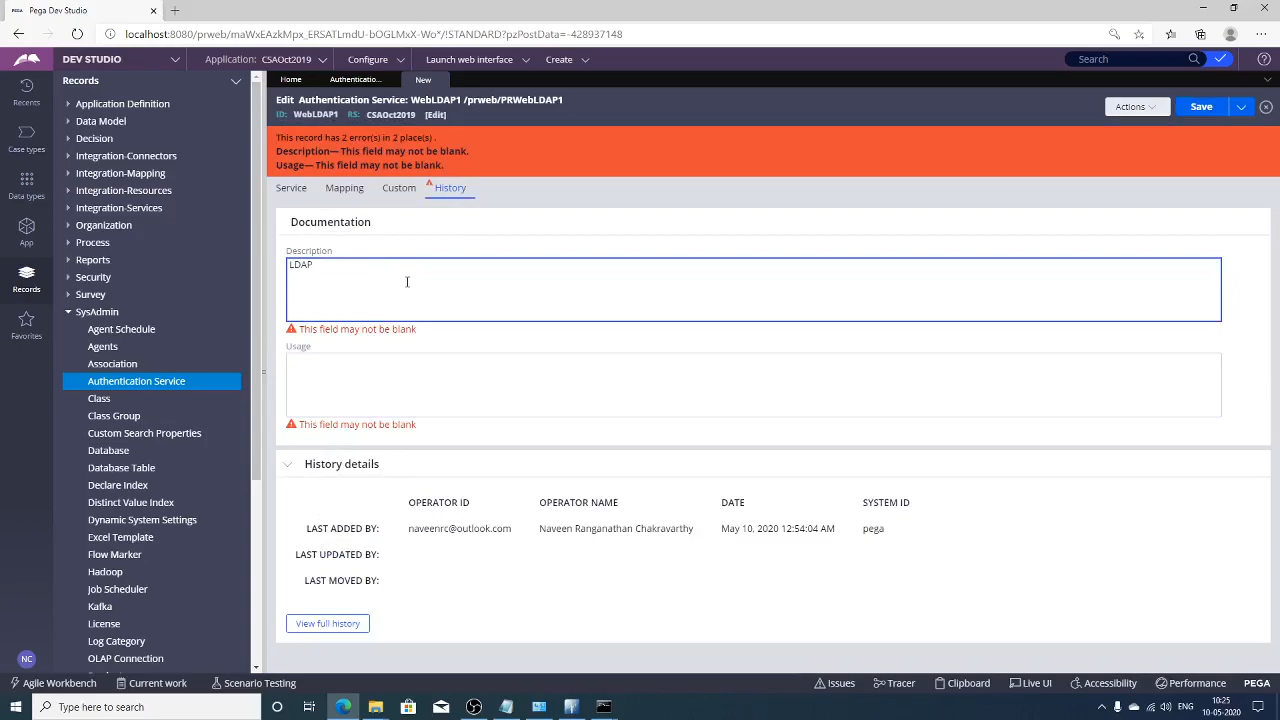 Pega Dev Studio
localhost:8080/prweb/maWxEAzkMpx_ERSATLmdU-bOGLMxX-Wo*/!STANDARD?pzPostData=-428937148
DEV STUDIO
Application: CSAOct2019
Configure
Launch web interface
Create
Search
Recents
Case types
Data types
App
Records
Favorites
NC
Records
Application Definition
Data Model
Decision
Integration-Connectors
Integration-Mapping
Integration-Resources
Integration-Services
Organization
Process
Reports
Security
Survey
SysAdmin
Agent Schedule
Agents
Association
Authentication Service
Class
Class Group
Custom Search Properties
Database
Database Table
Declare Index
Distinct Value Index
Dynamic System Settings
Excel Template
Flow Marker
Hadoop
Job Scheduler
Kafka
License
Log Category
OLAP Connection
Home
Authenticatio...
New
Edit Authentication Service: WebLDAP1 /prweb/PRWebLDAP1
ID: WebLDAP1 RS: CSAOct2019 [Edit]
Actions
Save
This record has 2 error(s) in 2 place(s) .
Description— This field may not be blank.
Usage— This field may not be blank.
Service Mapping Custom History
Documentation
Description
LDAP
This field may not be blank
Usage
This field may not be blank
History details
OPERATOR ID OPERATOR NAME DATE SYSTEM ID
LAST ADDED BY: naveenrc@outlook.com Naveen Ranganathan Chakravarthy May 10, 2020 12:54:04 AM pega
LAST UPDATED BY:
LAST MOVED BY:
View full history
Agile Workbench
Current work
Scenario Testing
Issues
Tracer
Clipboard
Live UI
Accessibility
Performance
PEGA
Type here to search
ENG
10:25
10-05-2020